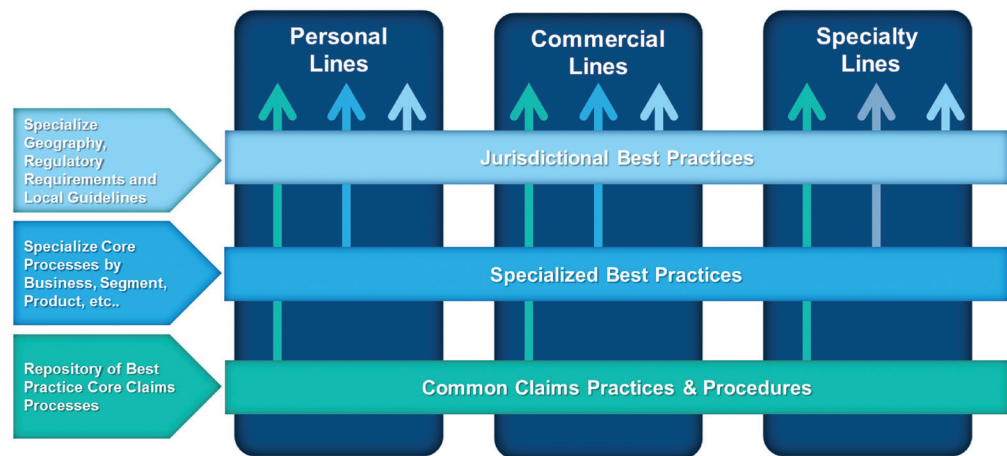 Personal
Lines
Commercial
Lines
Specialty
Lines
Specialize
Geography,
Regulatory
Requirements and
Local Guidelines
Jurisdictional Best Practices
Specialize Core
Processes by
Business, Segment,
Product, etc..
Specialized Best Practices
Repository of Best
Practice Core Claims
Processes
Common Claims Practices & Procedures